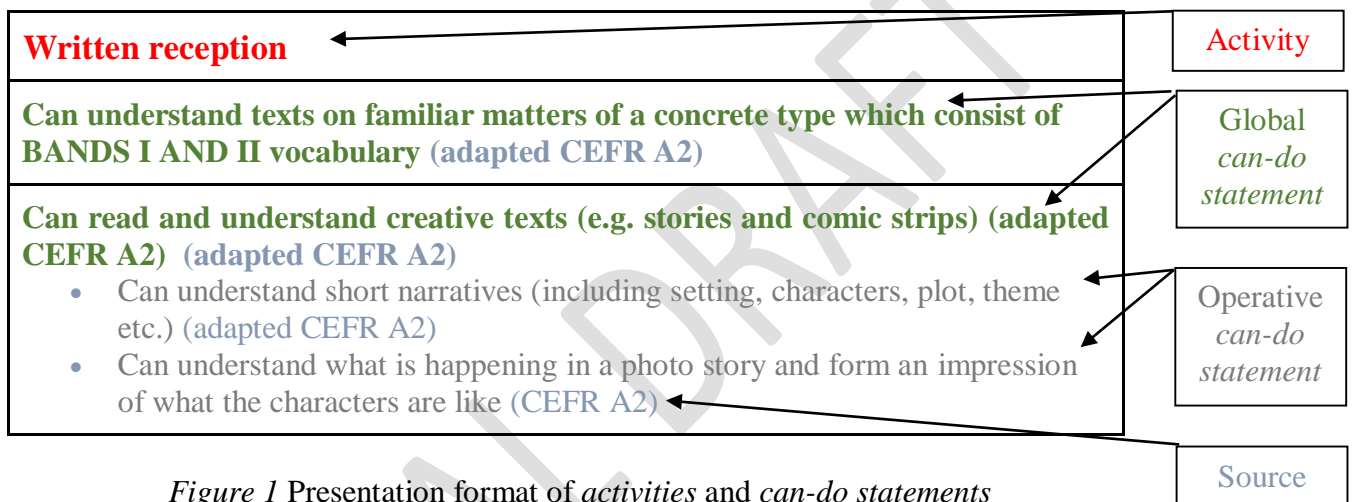 Written reception
Activity
Can understand texts on familiar matters of a concrete type which consist of
BANDS I AND II vocabulary (adapted CEFR A2)
Global
can-do
statement
Can read and understand creative texts (e.g. stories and comic strips) (adapted
CEFR A2) (adapted CEFR A2)
• Can understand short narratives (including setting, characters, plot, theme
etc.) (adapted CEFR A2)
• Can understand what is happening in a photo story and form an impression
of what the characters are like (CEFR A2)
Operative
can-do
statement
Source
Figure 1 Presentation format of activities and can-do statements
AL DRAFT